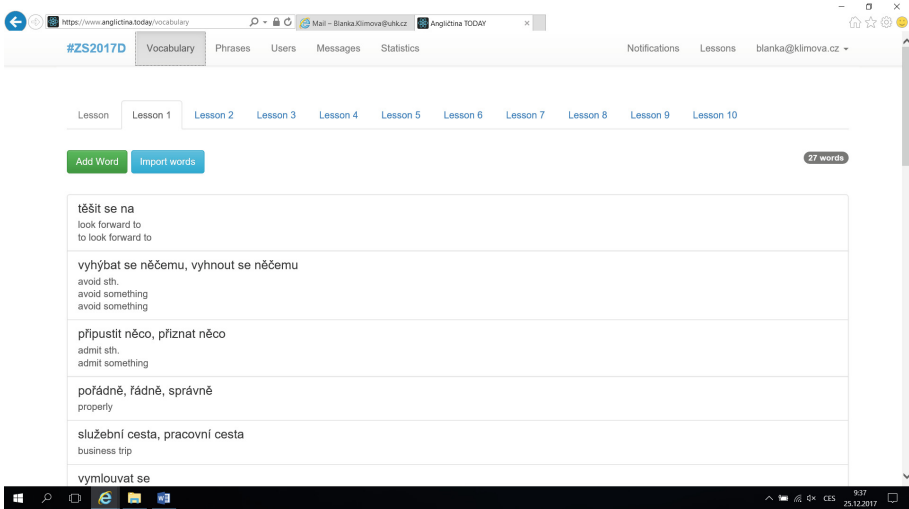 https://www.anglictina.today/vocabulary
Mail – Blanka.Klimova@uhk.cz
Angličtina TODAY
#ZS2017D Vocabulary Phrases Users Messages Statistics Notifications Lessons blanka@klimova.cz
Lesson Lesson 1 Lesson 2 Lesson 3 Lesson 4 Lesson 5 Lesson 6 Lesson 7 Lesson 8 Lesson 9 Lesson 10
Add Word Import words 27 words
těšit se na
look forward to
to look forward to
vyhýbat se něčemu, vyhnout se něčemu
avoid sth.
avoid something
avoid something
připustit něco, přiznat něco
admit sth.
admit something
pořádně, řádně, správně
properly
služební cesta, pracovní cesta
business trip
vymlouvat se
CES
9:37
25.12.2017